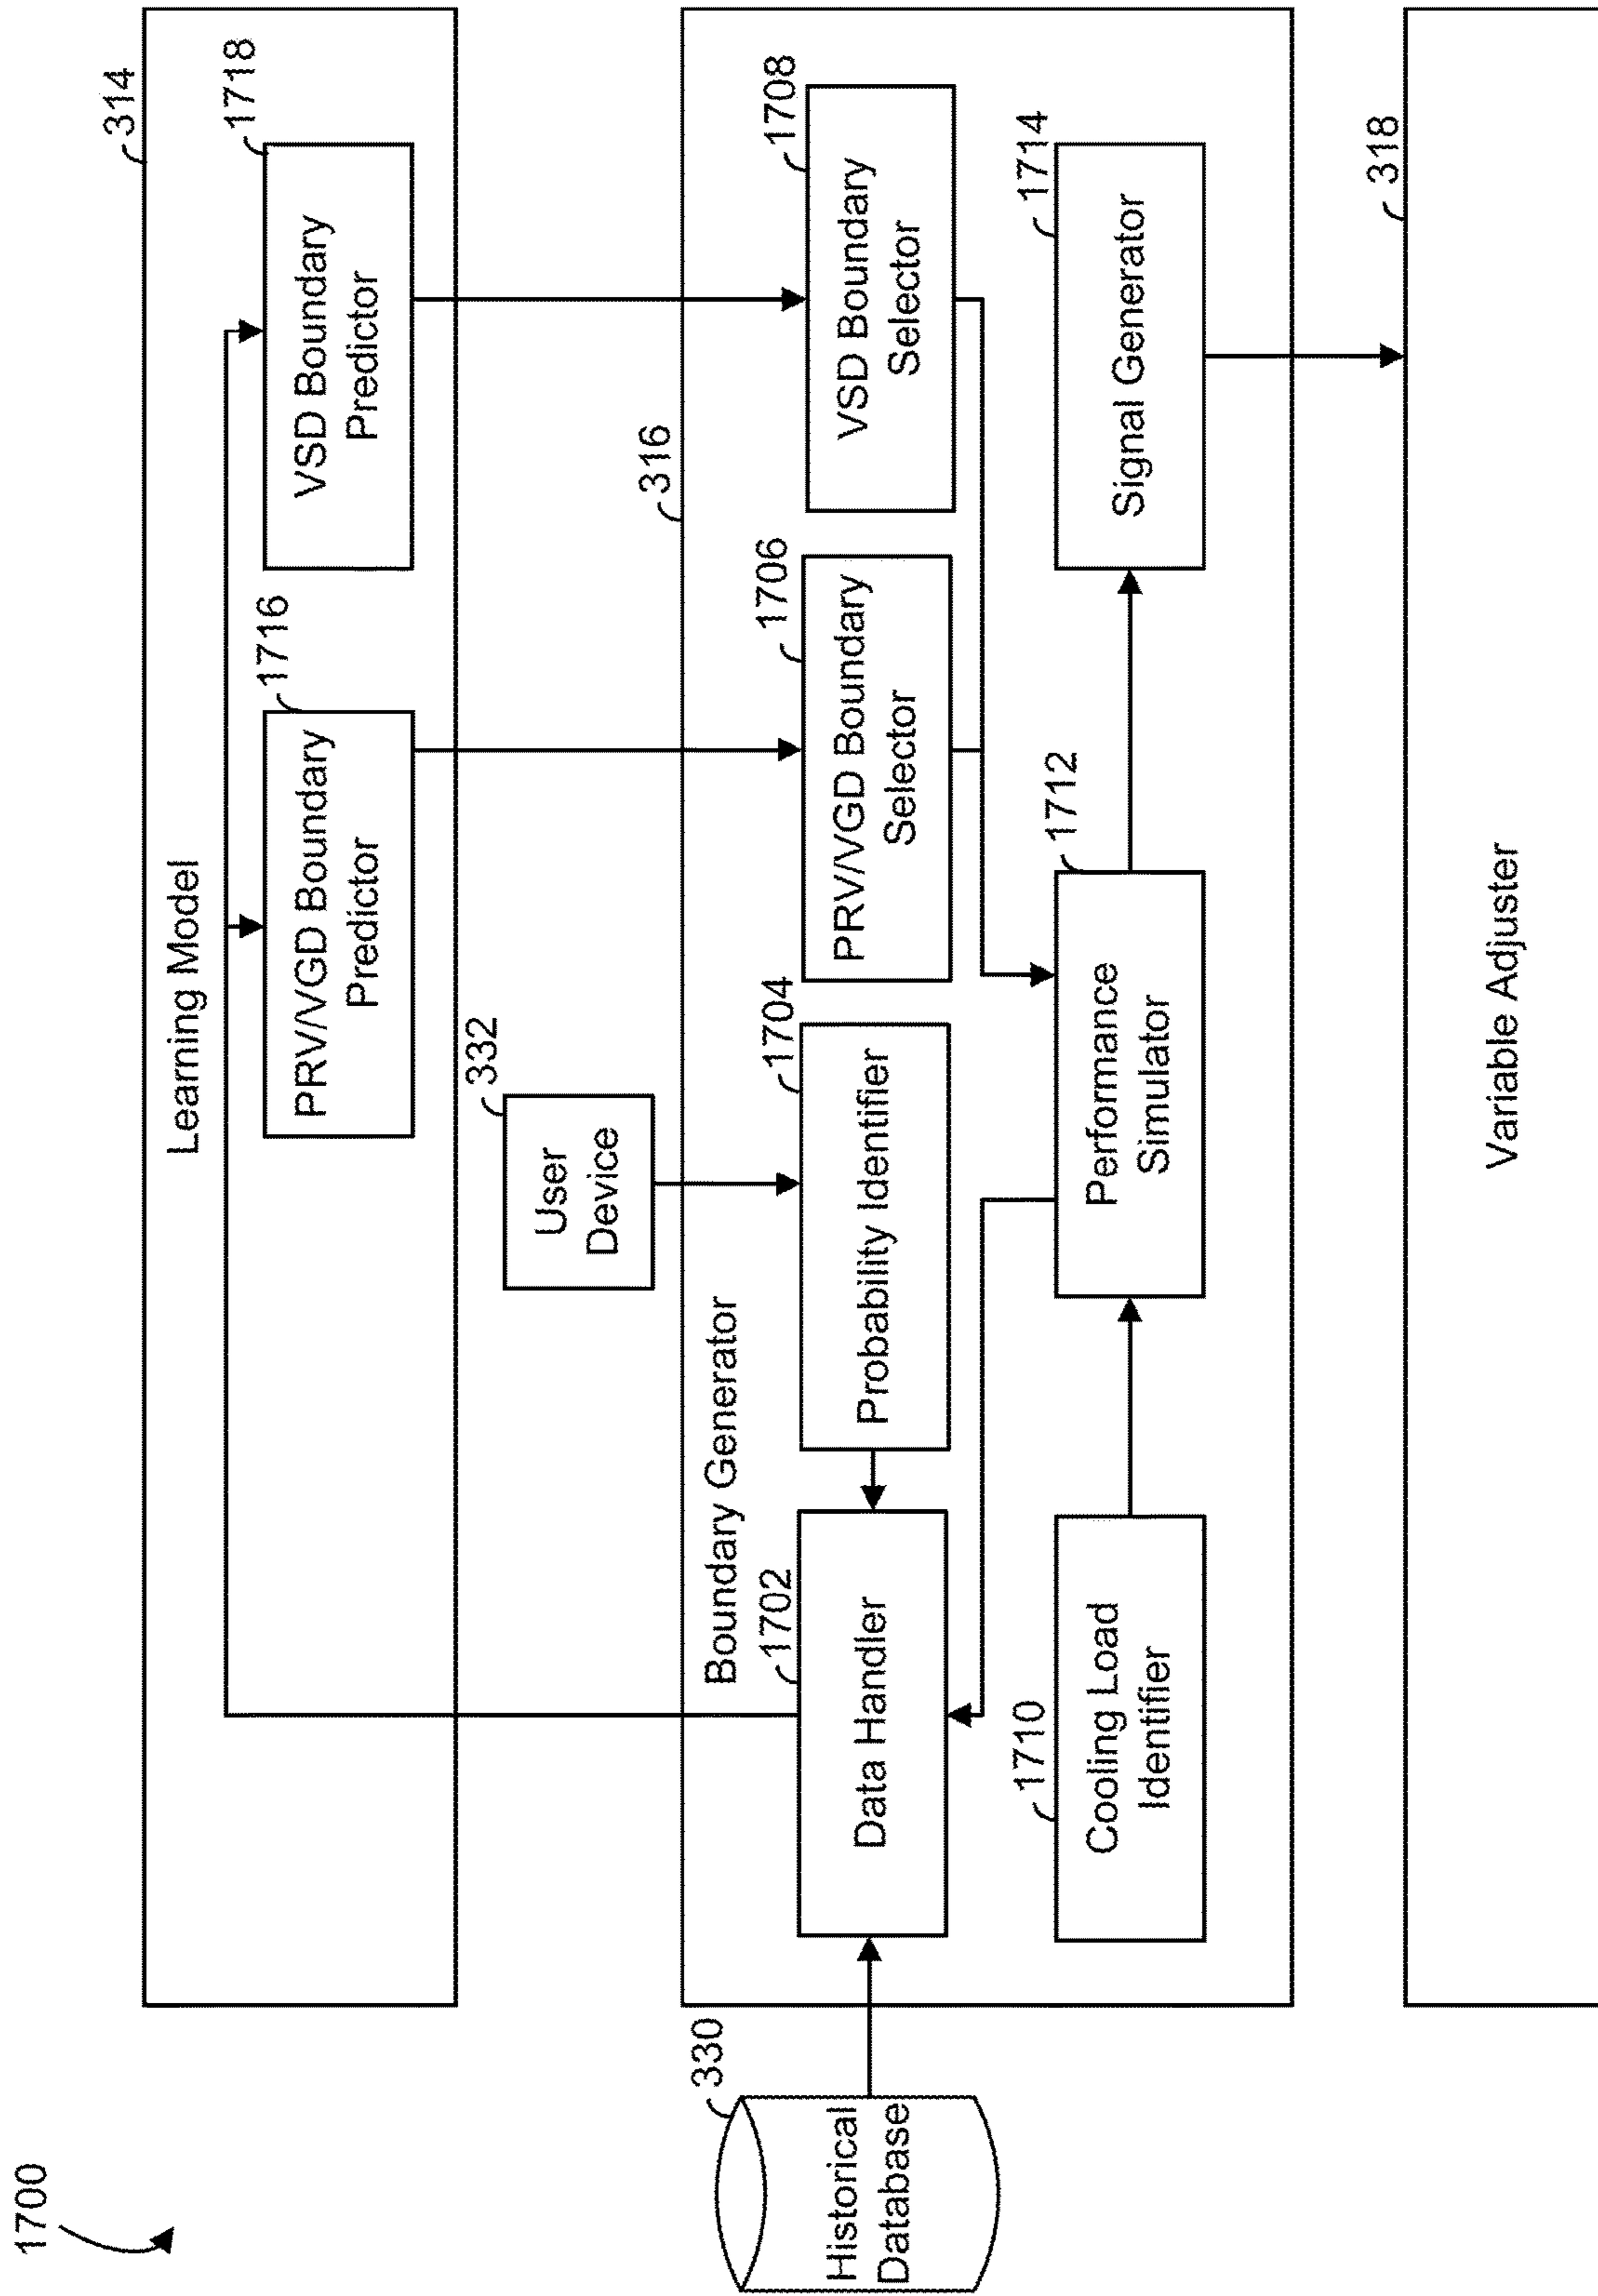 1700
314
Learning Model
1716
PRV/VGD Boundary
Predictor
1718
VSD Boundary
Predictor
332
User
Device
330
Historical
Database
316
Boundary Generator
1702
Data Handler
1704
Probability Identifier
1706
PRV/VGD Boundary
Selector
1708
VSD Boundary
Selector
1710
Cooling Load
Identifier
1712
Performance
Simulator
1714
Signal Generator
318
Variable Adjuster